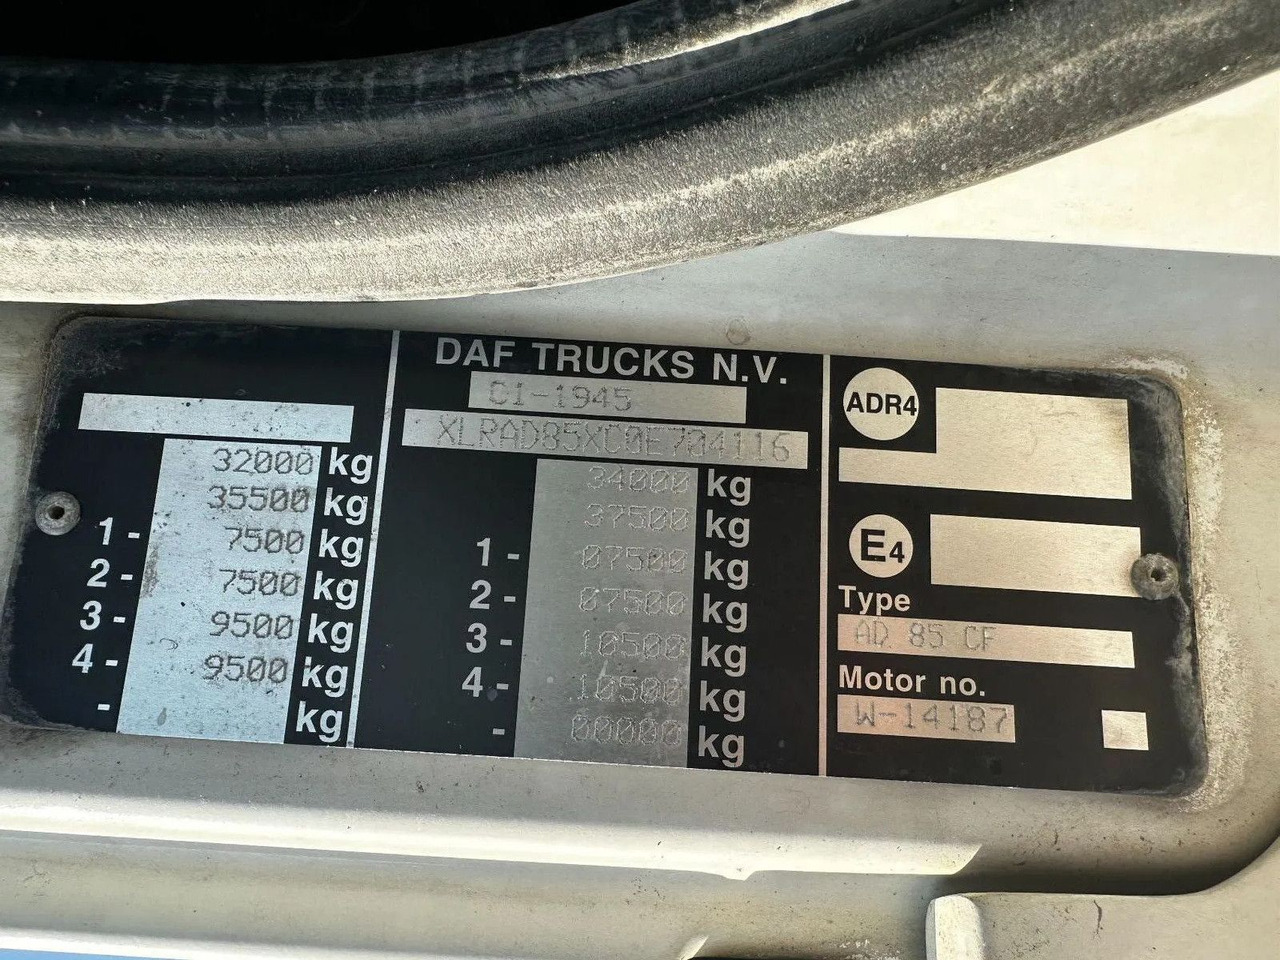 32000 kg
35500 kg
1- 7500 kg
2- 7500 kg
3- 9500 kg
4- 9500 kg
- kg
DAF TRUCKS N.V.
C1-1945
XLRAD85XC0E704116
34000 kg
37500 kg
1- 07500 kg
2- 07500 kg
3- 10500 kg
4- 10500 kg
- 00000 kg
ADR4
E4
Type
AD 85 CF
Motor no.
W-14187